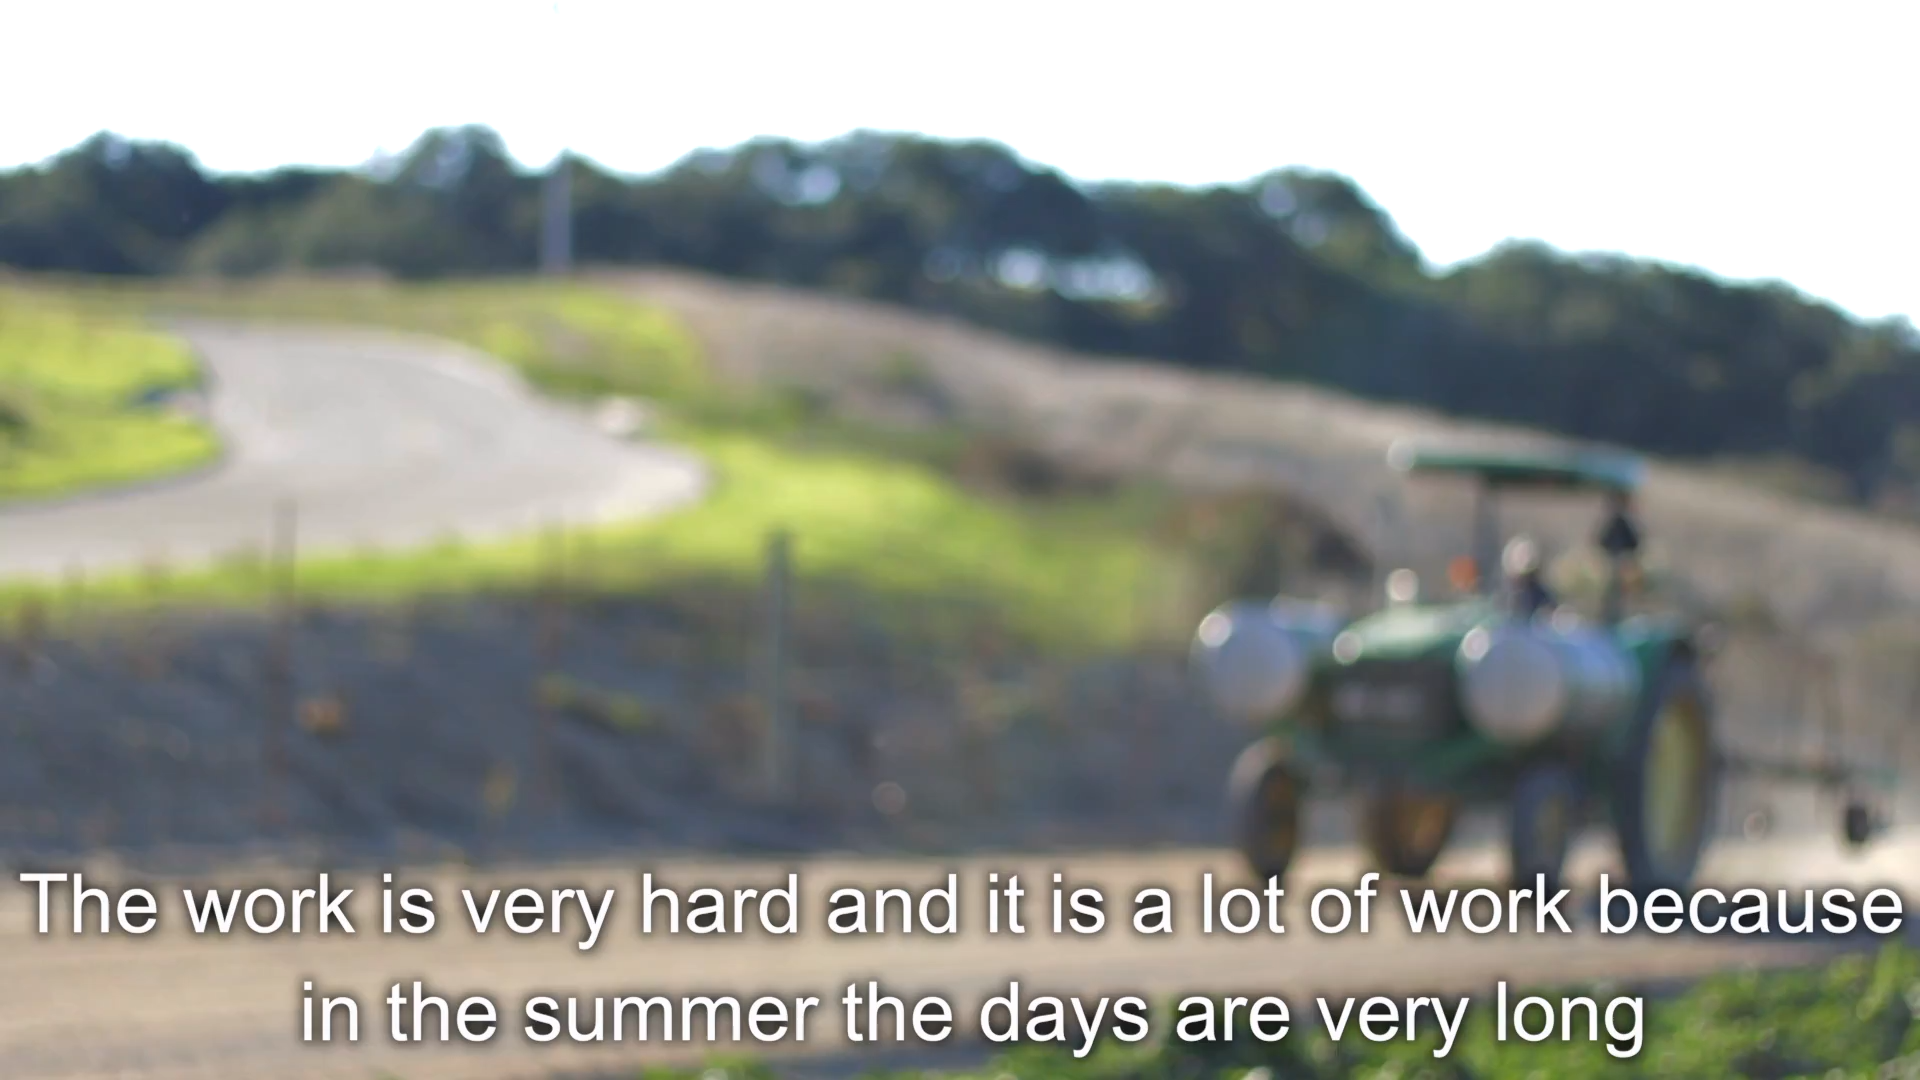 The work is very hard and it is a lot of work because
in the summer the days are very long